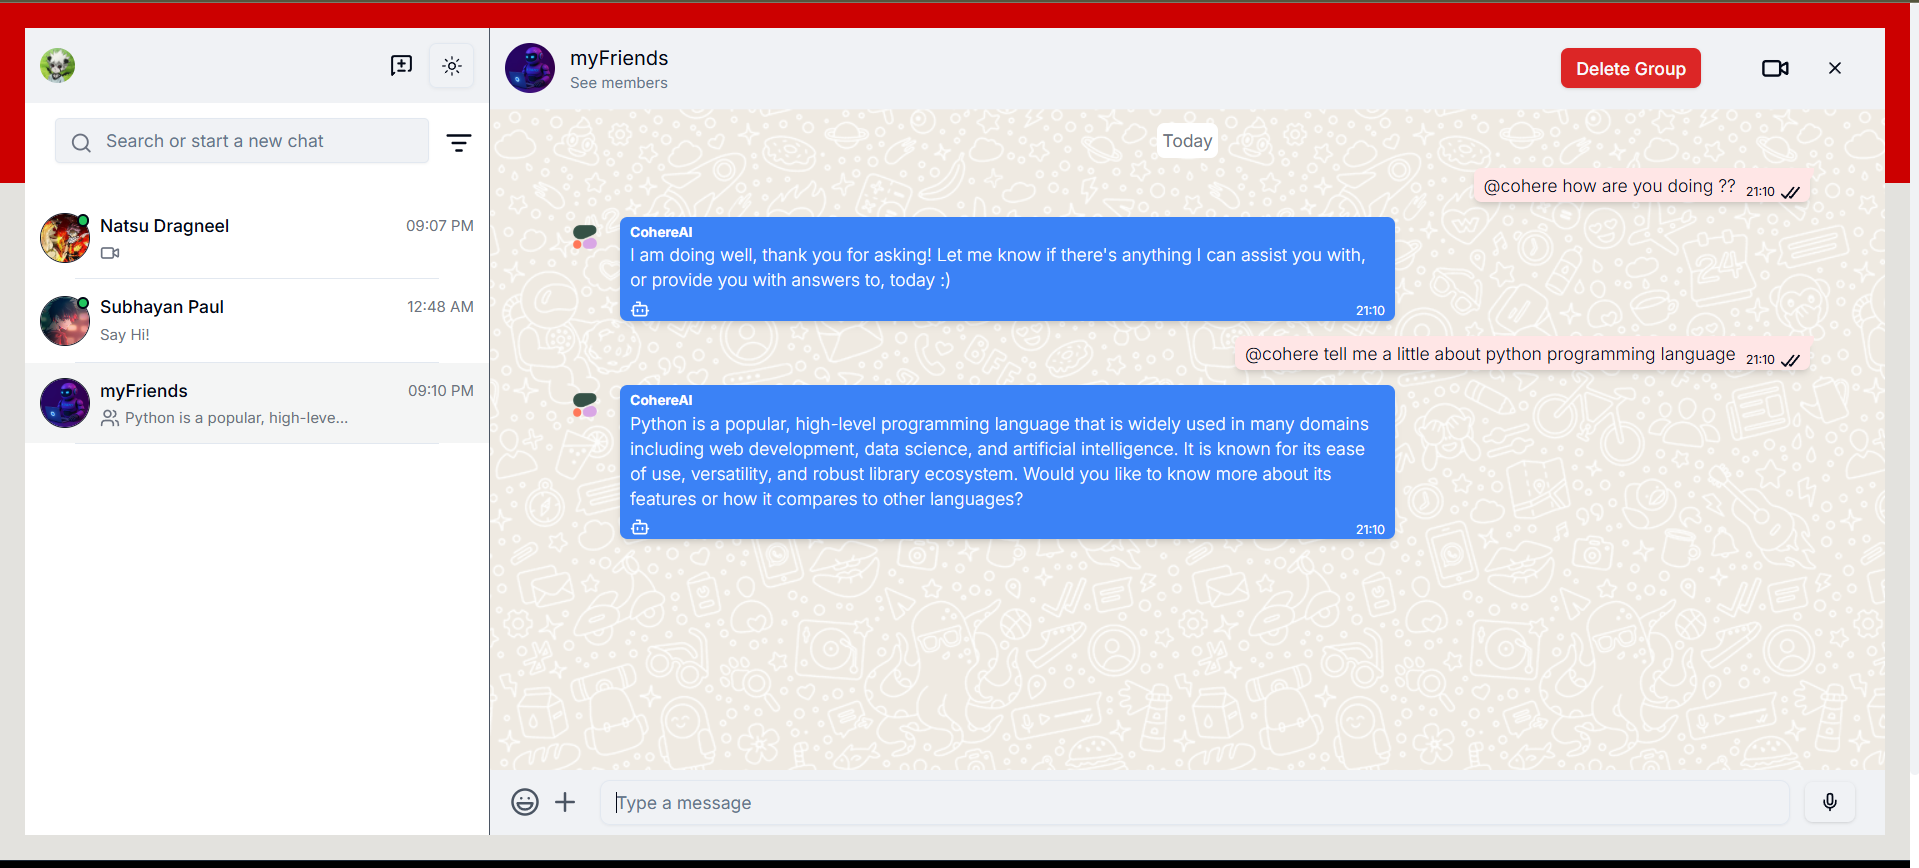 Search or start a new chat
Natsu Dragneel
09:07 PM
Subhayan Paul
12:48 AM
Say Hi!
myFriends
09:10 PM
Python is a popular, high-leve...
myFriends
See members
Delete Group
Today
@cohere how are you doing ?? 21:10
CohereAI
I am doing well, thank you for asking! Let me know if there's anything I can assist you with,
or provide you with answers to, today :)
21:10
@cohere tell me a little about python programming language 21:10
CohereAI
Python is a popular, high-level programming language that is widely used in many domains
including web development, data science, and artificial intelligence. It is known for its ease
of use, versatility, and robust library ecosystem. Would you like to know more about its
features or how it compares to other languages?
21:10
Type a message